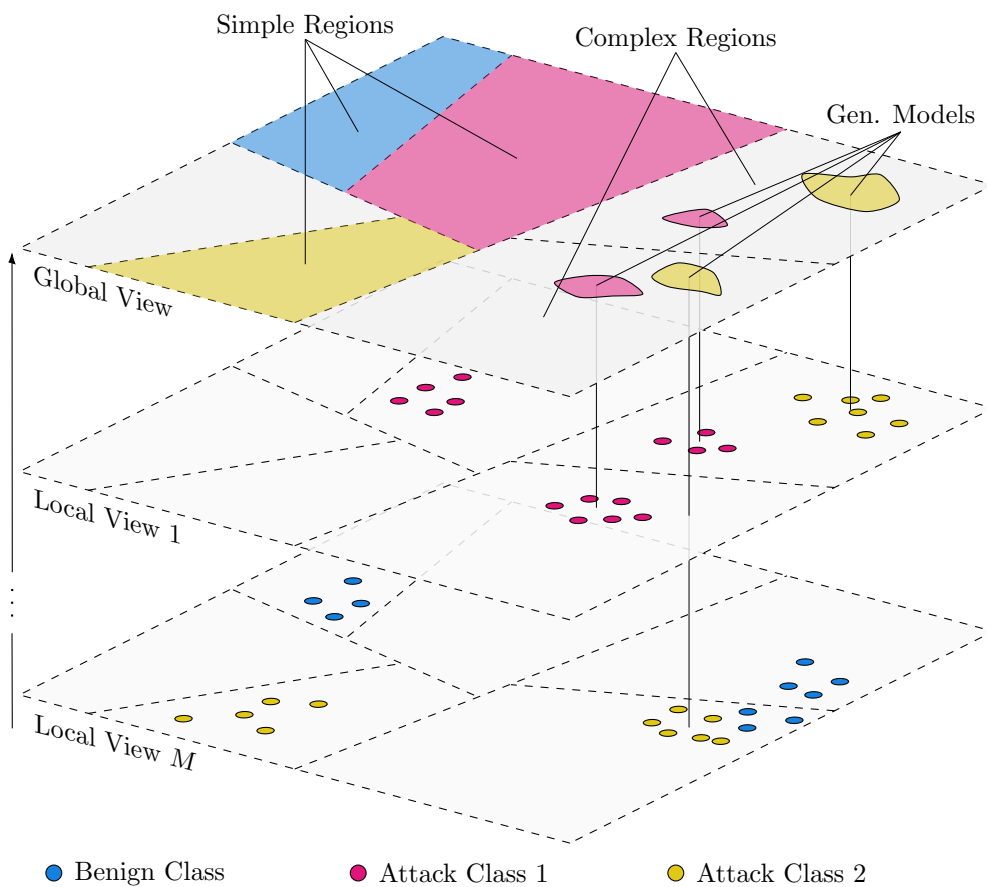 Simple Regions
Complex Regions
Gen. Models
Global View
Local View 1
Local View M
Benign Class
Attack Class 1
Attack Class 2